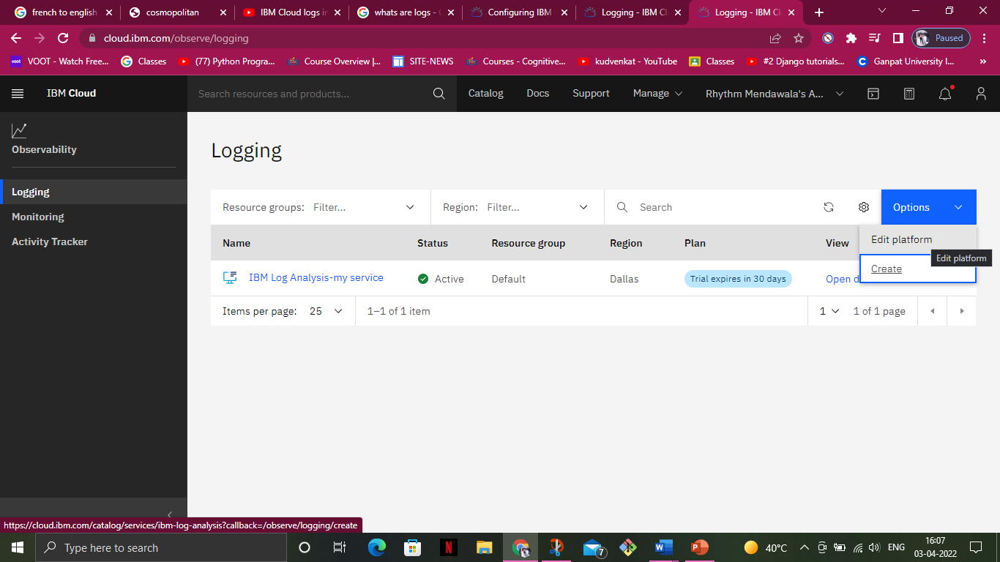 french to english
cosmopolitan
IBM Cloud logs i
whats are logs -
Configuring IBM
Logging - IBM Cl
Logging - IBM Cl
cloud.ibm.com/observe/logging
Paused
voot
VOOT - Watch Free...
Classes
(77) Python Progra...
Course Overview |...
SITE-NEWS
Courses - Cognitive...
kudvenkat - YouTube
Classes
#2 Django tutorials...
Ganpat University I...
»
IBM Cloud
Search resources and products...
Catalog
Docs
Support
Manage
Rhythm Mendawala's A...
Observability
Logging
Monitoring
Activity Tracker
Logging
Resource groups: Filter...
Region: Filter...
Search
Options
Edit platform
Edit platform
Create
Name Status Resource group Region Plan View
IBM Log Analysis-my service Active Default Dallas Trial expires in 30 days Open d
Items per page: 25 1–1 of 1 item 1 1 of 1 page
https://cloud.ibm.com/catalog/services/ibm-log-analysis?callback=/observe/logging/create
Type here to search
7
40°C
ENG
16:07
03-04-2022